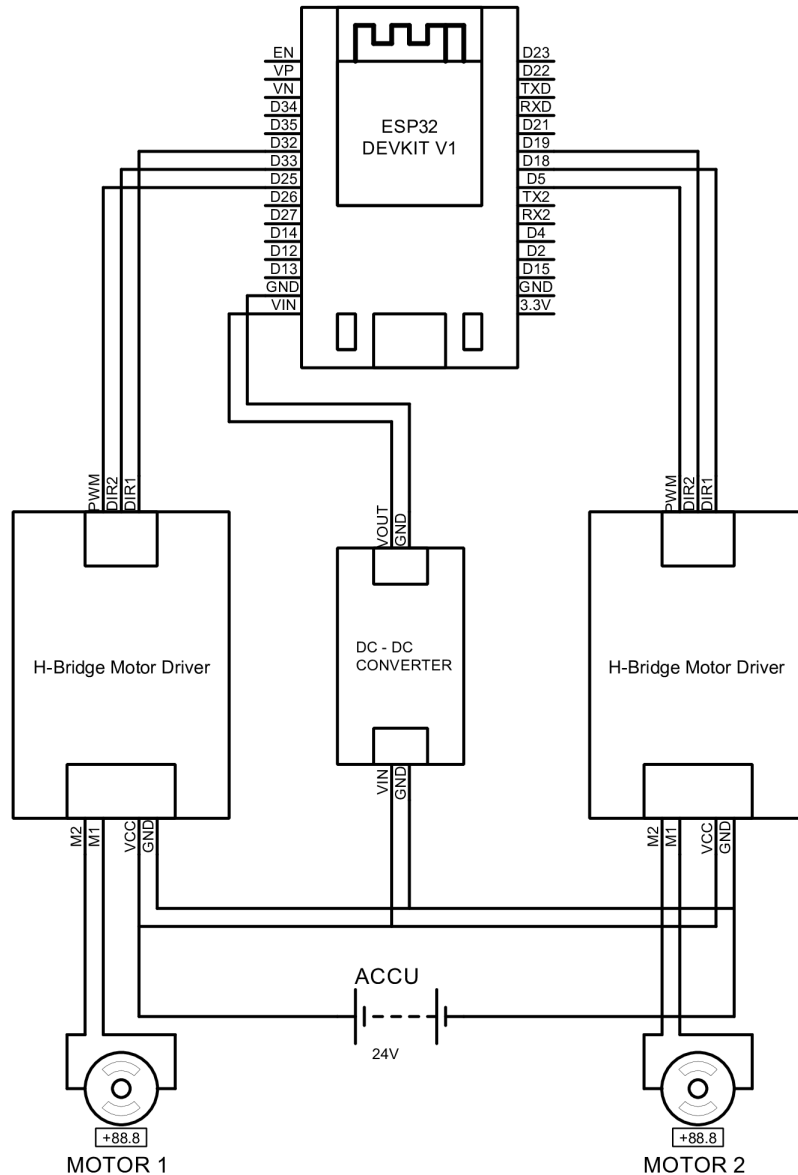 EN
VP
VN
D34
D35
D32
D33
D25
D26
D27
D14
D12
D13
GND
VIN
ESP32
DEVKIT V1
D23
D22
TXD
RXD
D21
D19
D18
D5
TX2
RX2
D4
D2
D15
GND
3.3V
PWM
DIR2
DIR1
H-Bridge Motor Driver
M2
M1
VCC
GND
VOUT
GND
DC - DC
CONVERTER
VIN
GND
PWM
DIR2
DIR1
H-Bridge Motor Driver
M2
M1
VCC
GND
ACCU
24V
+88.8
MOTOR 1
+88.8
MOTOR 2